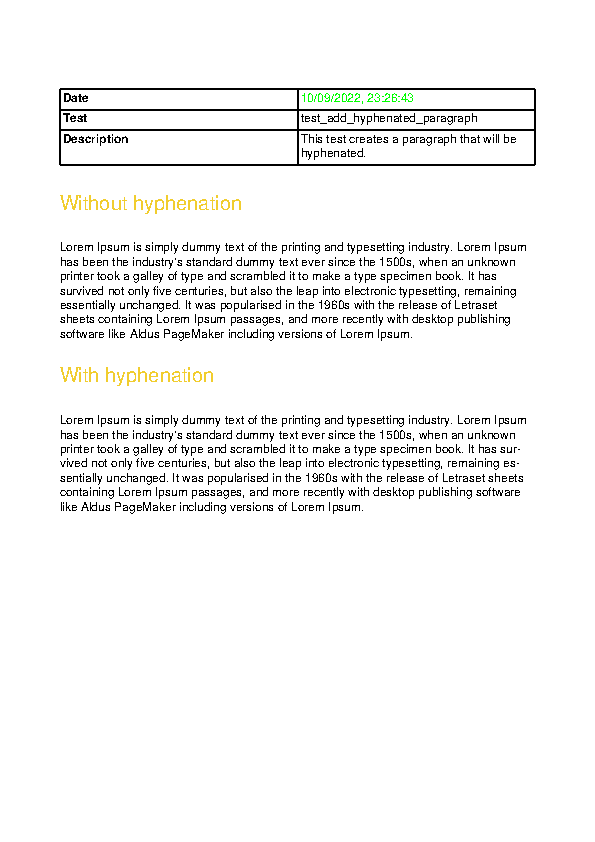 Date 10/09/2022, 23:26:43
Test test_add_hyphenated_paragraph
Description This test creates a paragraph that will be
hyphenated.
Without hyphenation
Lorem Ipsum is simply dummy text of the printing and typesetting industry. Lorem Ipsum
has been the industry's standard dummy text ever since the 1500s, when an unknown
printer took a galley of type and scrambled it to make a type specimen book. It has
survived not only five centuries, but also the leap into electronic typesetting, remaining
essentially unchanged. It was popularised in the 1960s with the release of Letraset
sheets containing Lorem Ipsum passages, and more recently with desktop publishing
software like Aldus PageMaker including versions of Lorem Ipsum.
With hyphenation
Lorem Ipsum is simply dummy text of the printing and typesetting industry. Lorem Ipsum
has been the industry's standard dummy text ever since the 1500s, when an unknown
printer took a galley of type and scrambled it to make a type specimen book. It has sur-
vived not only five centuries, but also the leap into electronic typesetting, remaining es-
sentially unchanged. It was popularised in the 1960s with the release of Letraset sheets
containing Lorem Ipsum passages, and more recently with desktop publishing software
like Aldus PageMaker including versions of Lorem Ipsum.